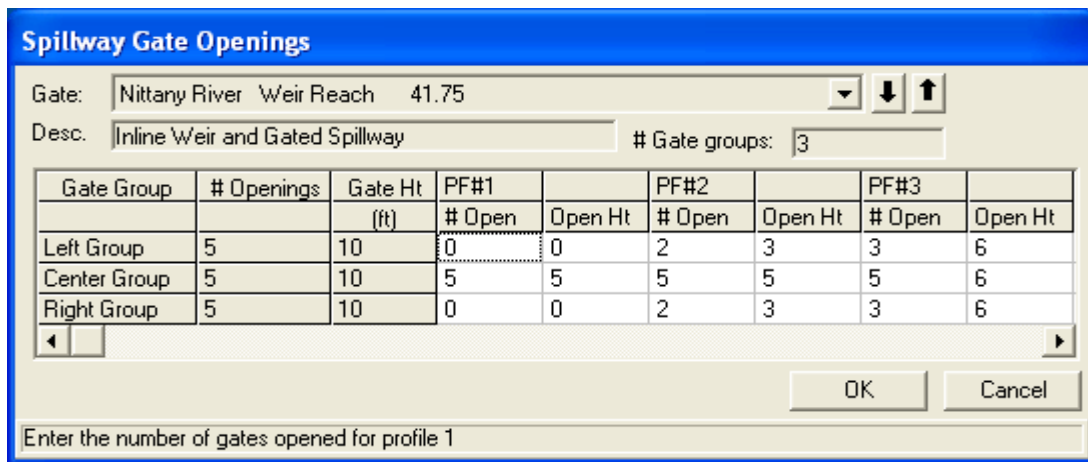 Spillway Gate Openings
Gate: Nittany River Weir Reach 41.75
Desc. Inline Weir and Gated Spillway # Gate groups: 3
Gate Group # Openings Gate Ht PF#1 PF#2 PF#3
(ft) # Open Open Ht # Open Open Ht # Open Open Ht
Left Group 5 10 0 0 2 3 3 6
Center Group 5 10 5 5 5 5 5 6
Right Group 5 10 0 0 2 3 3 6
OK Cancel
Enter the number of gates opened for profile 1